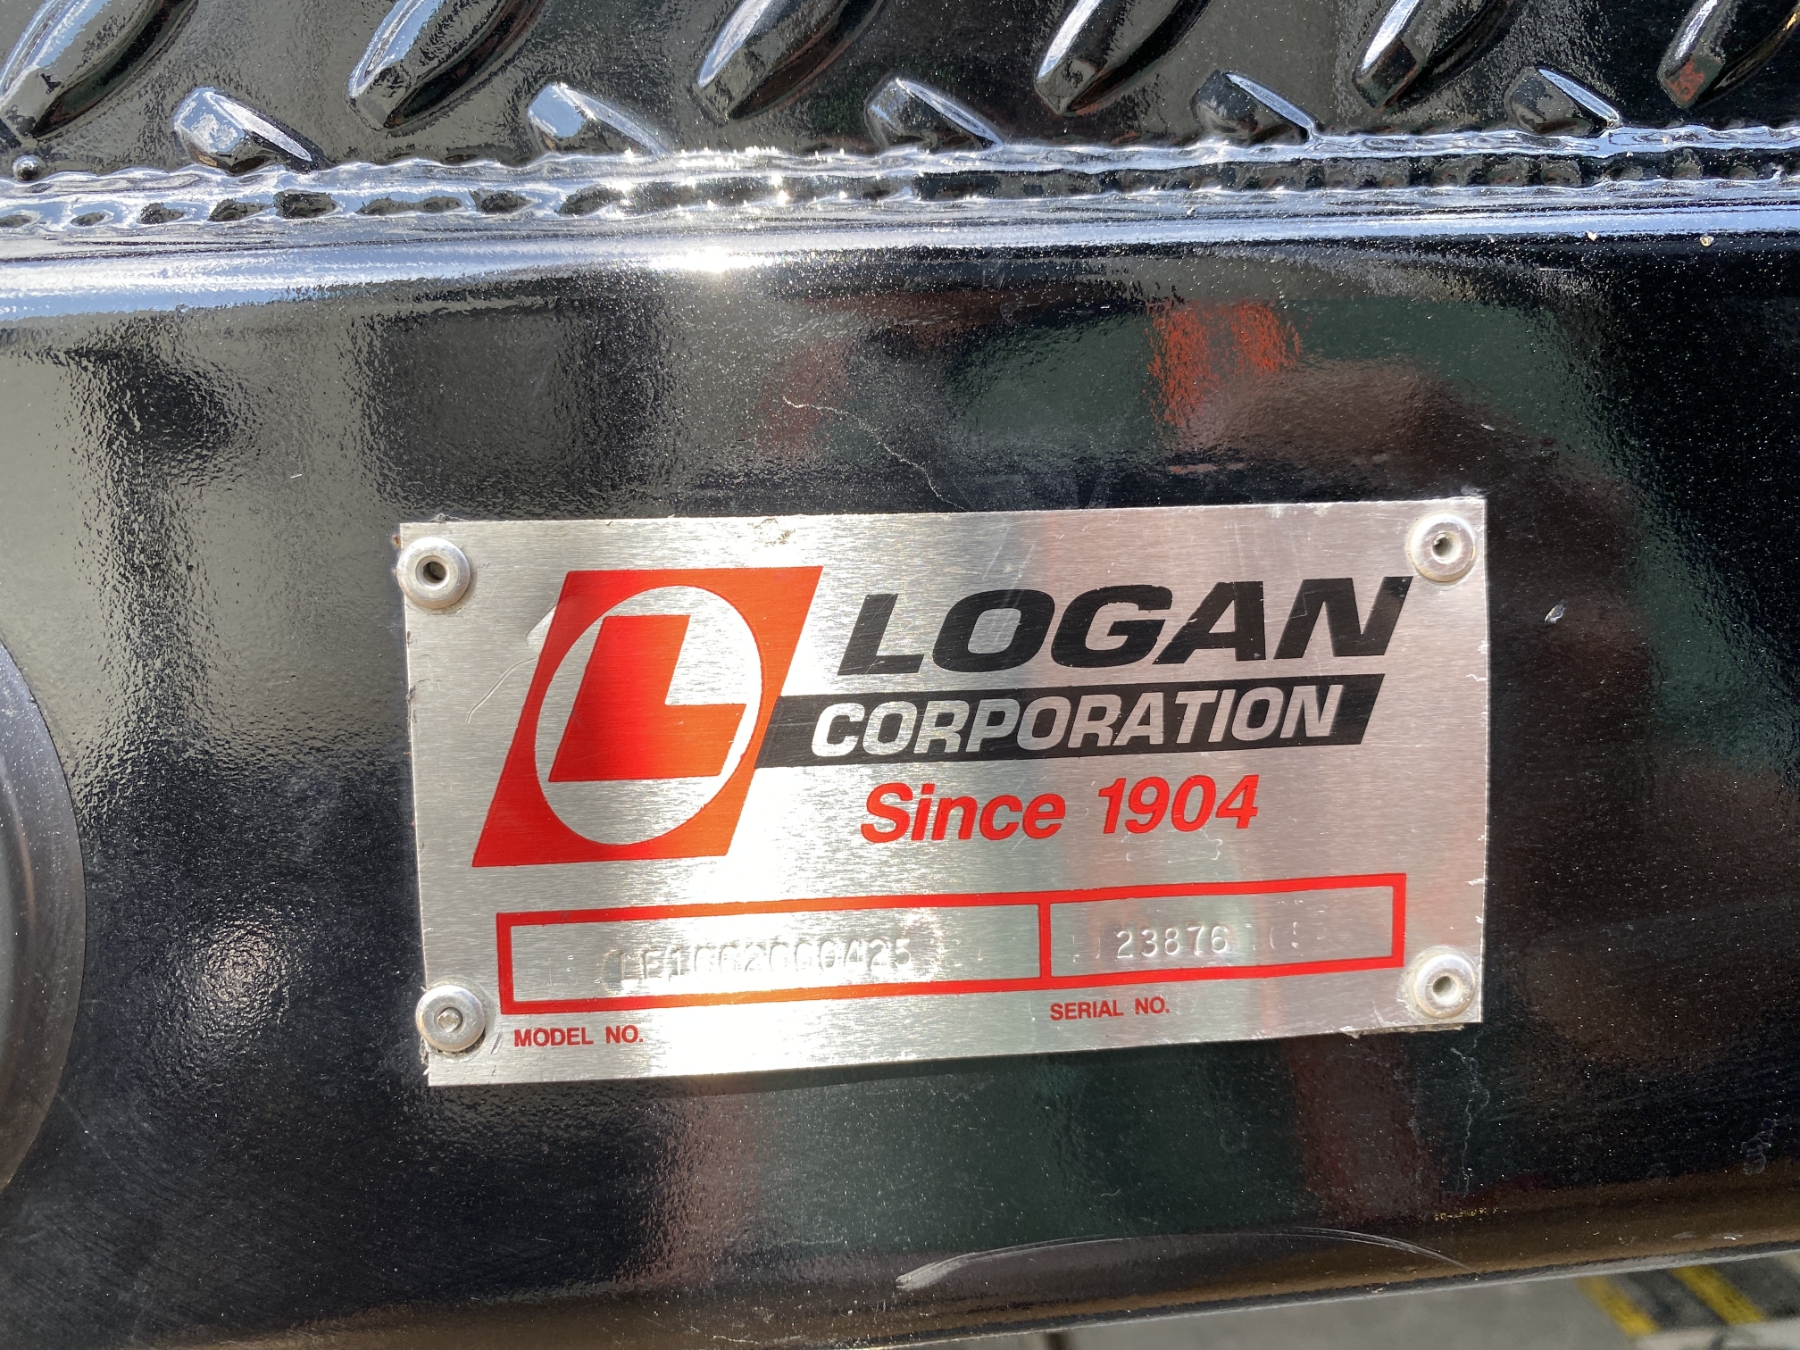 L
LOGAN
CORPORATION
Since 1904
23876
MODEL NO.
SERIAL NO.